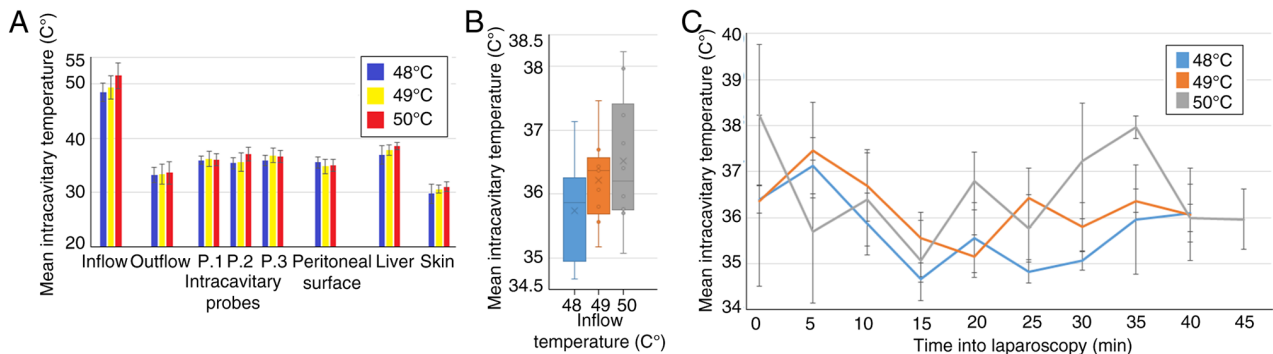 A
Mean intracavitary temperature (C°)
55
50
40
30
20
48°C
49°C
50°C
Inflow Outflow P.1 P.2 P.3 Peritoneal Liver Skin
Intracavitary surface
probes
B
Mean intracavitary temperature (C°)
38.5
38
37
36
35
34.5
48 49 50
Inflow
temperature (C°)
C
Mean intracavitary temperature (C°)
40
39
38
37
36
35
34
48°C
49°C
50°C
0 5 10 15 20 25 30 35 40 45
Time into laparoscopy (min)